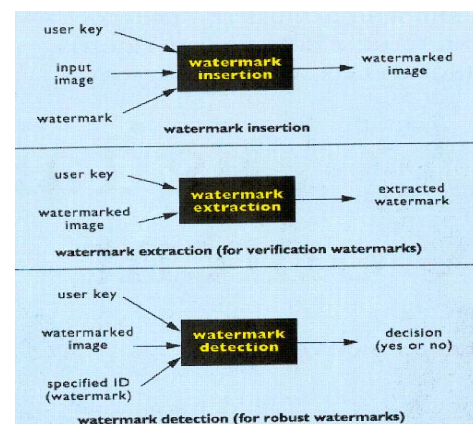 user key
input
image
watermark
watermark
insertion
watermarked
image
watermark insertion
user key
watermarked
image
watermark
extraction
extracted
watermark
watermark extraction (for verification watermarks)
user key
watermarked
image
specified ID
(watermark)
watermark
detection
decision
(yes or no)
watermark detection (for robust watermarks)